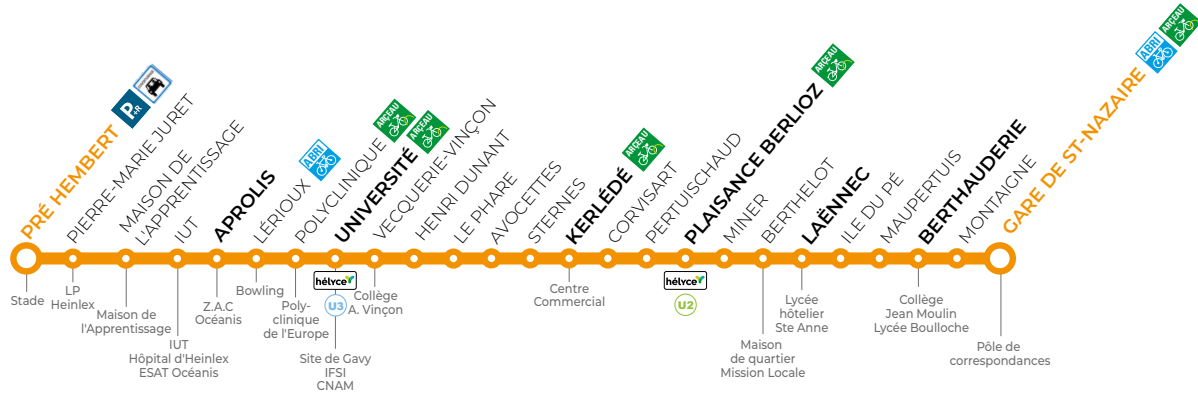 PRÉ HEMBERT
P+R
PIERRE-MARIE JURET
MAISON DE
L'APPRENTISSAGE
IUT
APROLIS
LÉRIOUX
ABRI
POLYCLINIQUE
ARCEAU
UNIVERSITÉ
ARCEAU
VECQUERIE-VINÇON
HENRI DUNANT
LE PHARE
AVOCETTES
STERNES
KERLÉDÉ
ARCEAU
CORVISART
PERTUISCHAUD
PLAISANCE BERLIOZ
ARCEAU
MINER
BERTHELOT
LAËNNEC
ILE DU PÉ
MAUPERTUIS
BERTHAUDERIE
MONTAIGNE
GARE DE ST-NAZAIRE
ABRI
ARCEAU
Stade
LP
Heinlex
Maison de
l'Apprentissage
IUT
Hôpital d'Heinlex
ESAT Océanis
Z.A.C
Océanis
Bowling
Poly-
clinique
de l'Europe
hélyce
U3
Site de Gavy
IFSI
CNAM
Collège
A. Vinçon
Centre
Commercial
hélyce
U2
Maison
de quartier
Mission Locale
Lycée
hôtelier
Ste Anne
Collège
Jean Moulin
Lycée Boulloche
Pôle de
correspondances